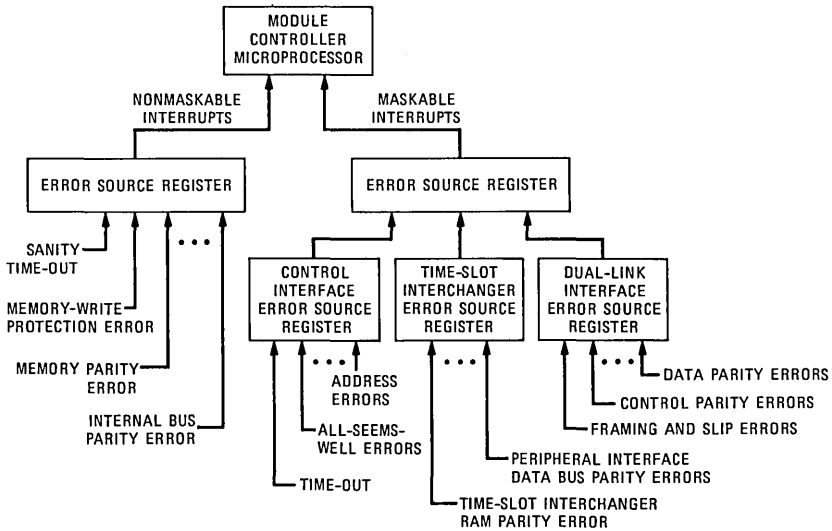 MODULE
CONTROLLER
MICROPROCESSOR
NONMASKABLE
INTERRUPTS
MASKABLE
INTERRUPTS
ERROR SOURCE REGISTER
ERROR SOURCE REGISTER
SANITY
TIME-OUT
MEMORY-WRITE
PROTECTION ERROR
MEMORY PARITY
ERROR
INTERNAL BUS
PARITY ERROR
CONTROL
INTERFACE
ERROR SOURCE
REGISTER
TIME-SLOT
INTERCHANGER
ERROR SOURCE
REGISTER
DUAL-LINK
INTERFACE
ERROR SOURCE
REGISTER
ADDRESS
ERRORS
ALL-SEEMS-
WELL ERRORS
TIME-OUT
DATA PARITY ERRORS
CONTROL PARITY ERRORS
FRAMING AND SLIP ERRORS
PERIPHERAL INTERFACE
DATA BUS PARITY ERRORS
TIME-SLOT INTERCHANGER
RAM PARITY ERROR